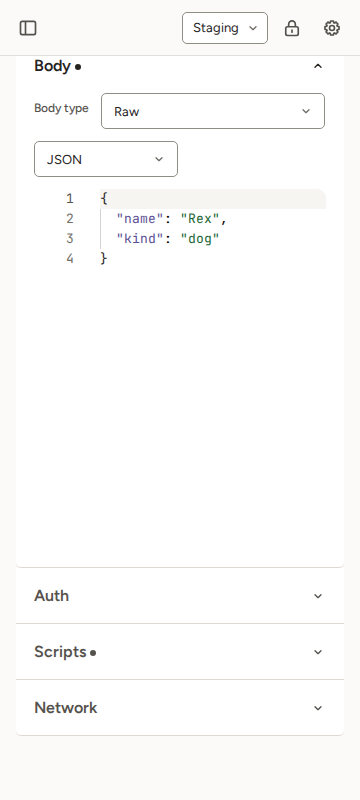 Staging
Body
Body type
Raw
JSON
1 {
2 "name": "Rex",
3 "kind": "dog"
4 }
Auth
Scripts
Network